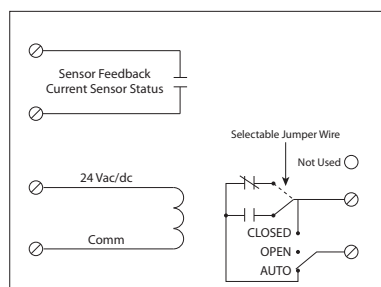 Sensor Feedback
Current Sensor Status
Selectable Jumper Wire
Not Used
24 Vac/dc
Comm
CLOSED
OPEN
AUTO